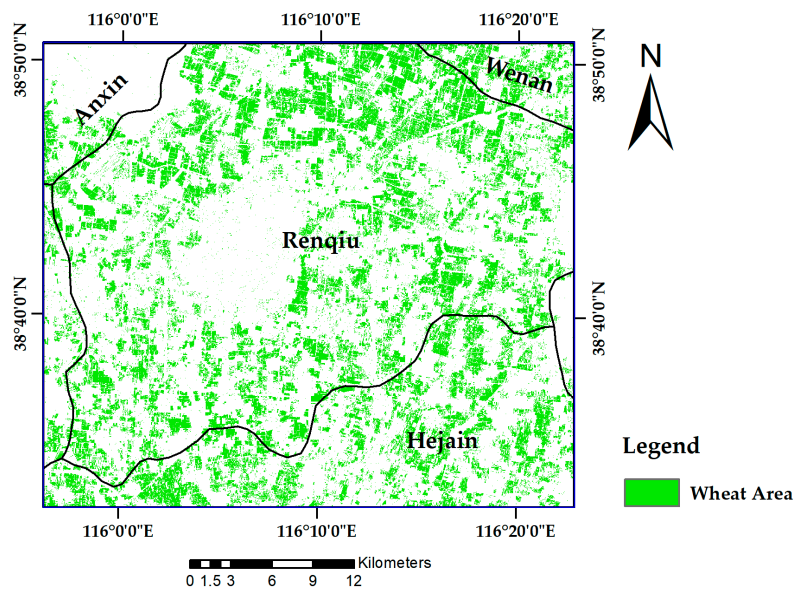 116°0'0"E 116°10'0"E 116°20'0"E
38°50'0"N
38°50'0"N
N
Anxin
Wenan
Renqiu
38°40'0"N
38°40'0"N
Hejain
Legend
Wheat Area
116°0'0"E 116°10'0"E 116°20'0"E
Kilometers
0 1.5 3 6 9 12